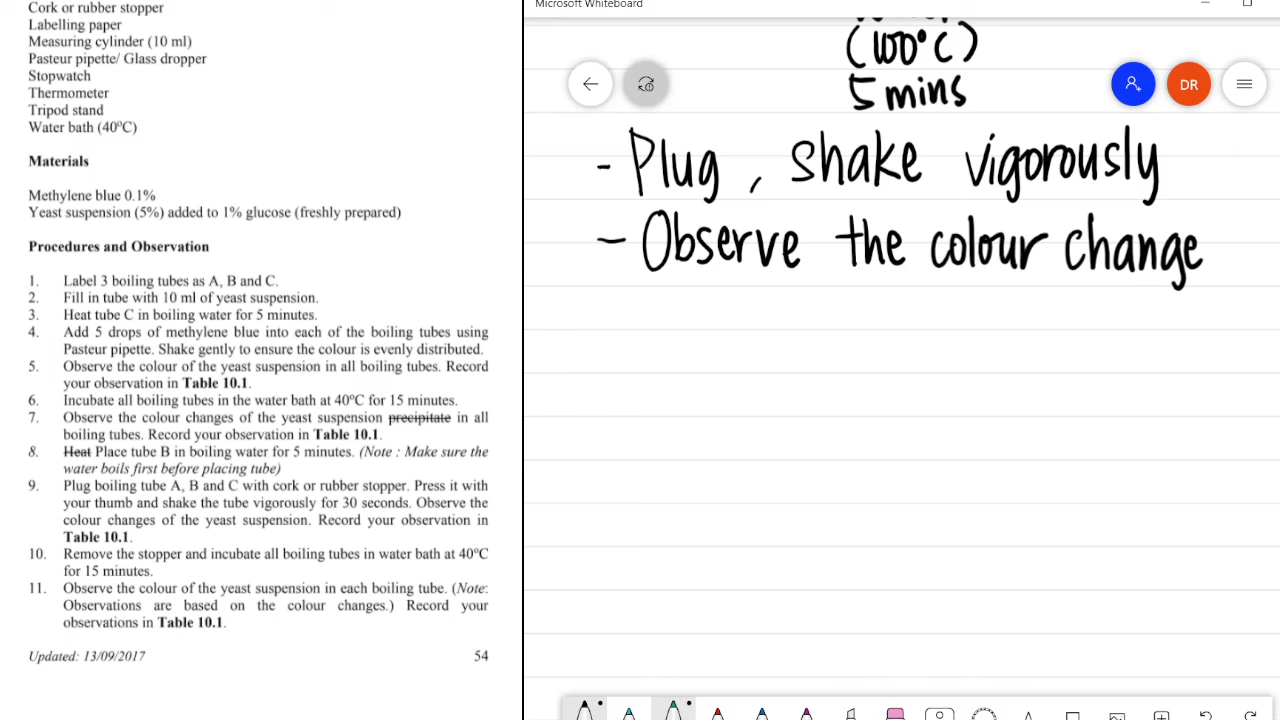 Cork or rubber stopper
Labelling paper
Measuring cylinder (10 ml)
Pasteur pipette/ Glass dropper
Stopwatch
Thermometer
Tripod stand
Water bath (40°C)
Materials
Methylene blue 0.1%
Yeast suspension (5%) added to 1% glucose (freshly prepared)
Procedures and Observation
1. Label 3 boiling tubes as A, B and C.
2. Fill in tube with 10 ml of yeast suspension.
3. Heat tube C in boiling water for 5 minutes.
4. Add 5 drops of methylene blue into each of the boiling tubes using
Pasteur pipette. Shake gently to ensure the colour is evenly distributed.
5. Observe the colour of the yeast suspension in all boiling tubes. Record
your observation in Table 10.1.
6. Incubate all boiling tubes in the water bath at 40°C for 15 minutes.
7. Observe the colour changes of the yeast suspension precipitate in all
boiling tubes. Record your observation in Table 10.1.
8. Heat Place tube B in boiling water for 5 minutes. (Note : Make sure the
water boils first before placing tube)
9. Plug boiling tube A, B and C with cork or rubber stopper. Press it with
your thumb and shake the tube vigorously for 30 seconds. Observe the
colour changes of the yeast suspension. Record your observation in
Table 10.1.
10. Remove the stopper and incubate all boiling tubes in water bath at 40°C
for 15 minutes.
11. Observe the colour of the yeast suspension in each boiling tube. (Note:
Observations are based on the colour changes.) Record your
observations in Table 10.1.
Updated: 13/09/2017 54
Microsoft Whiteboard
(100°C)
5 mins
DR
- Plug, shake vigorously
- Observe the colour change